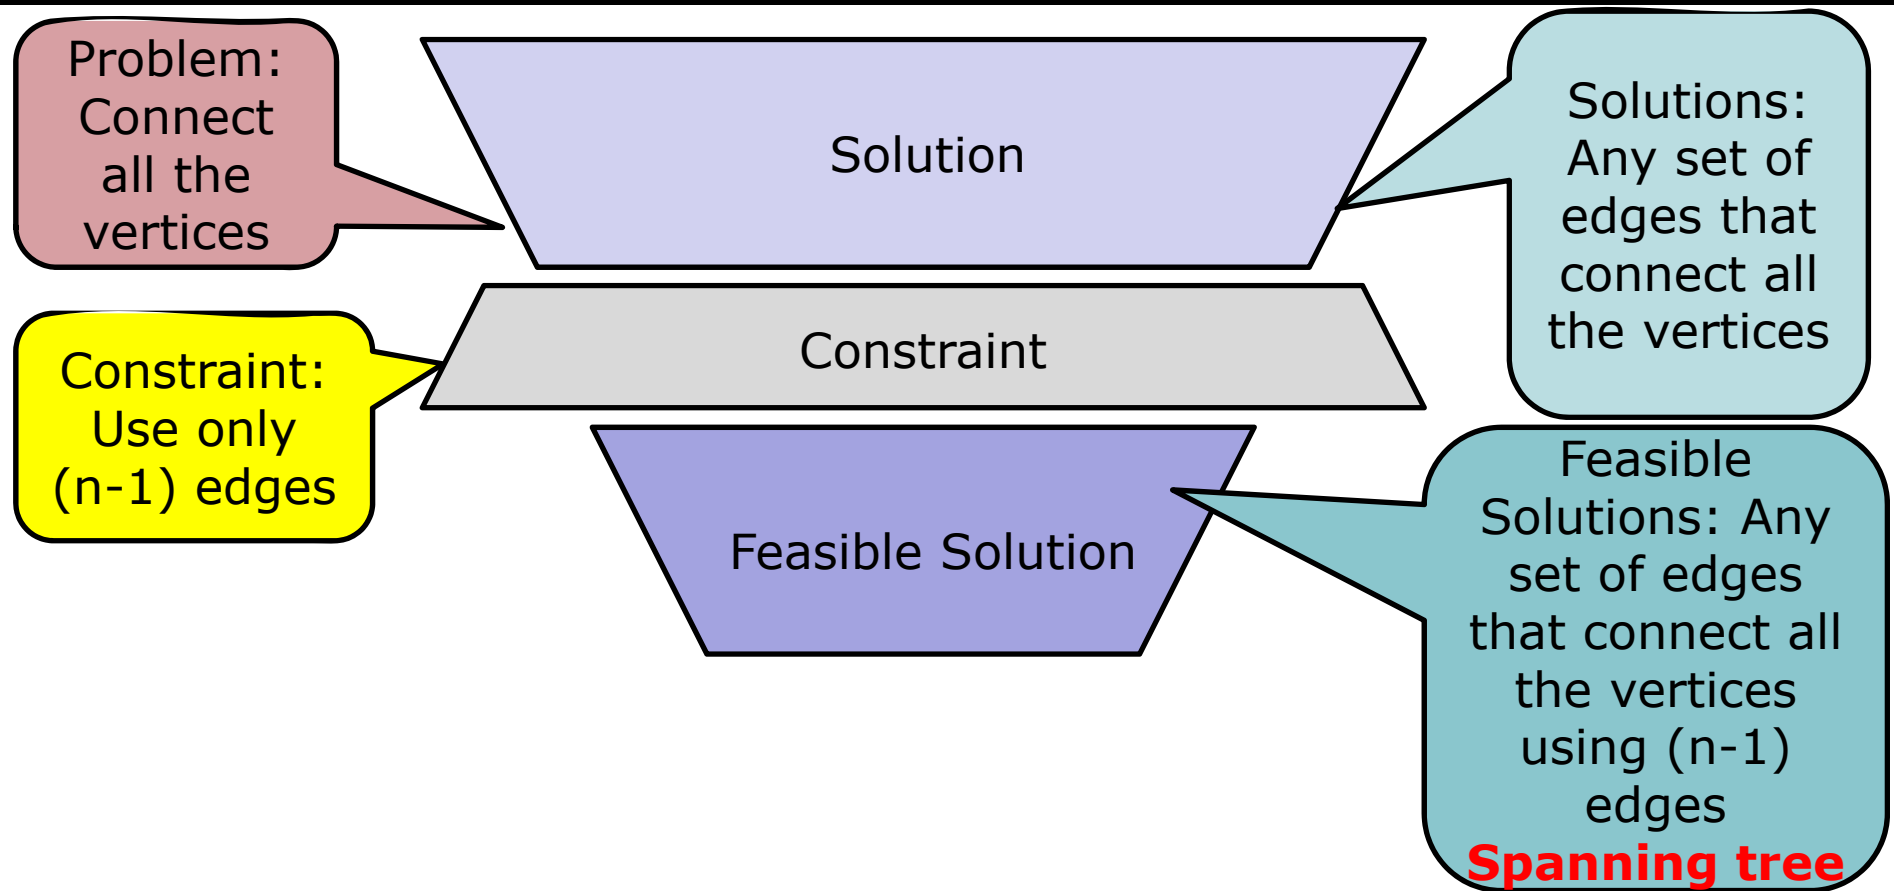 Problem:
Connect
all the
vertices
Solution
Solutions:
Any set of
edges that
connect all
the vertices
Constraint:
Use only
(n-1) edges
Constraint
Feasible Solution
Feasible
Solutions: Any
set of edges
that connect all
the vertices
using (n-1)
edges
Spanning tree